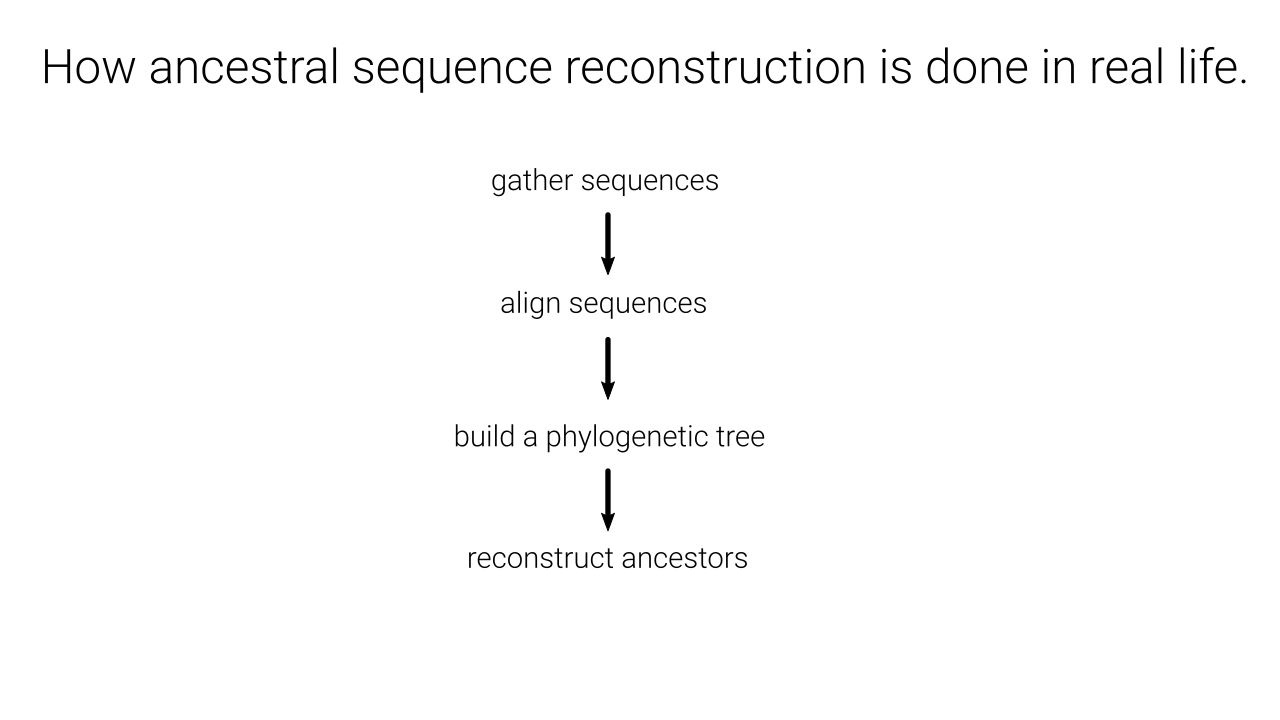 How ancestral sequence reconstruction is done in real life.
gather sequences
align sequences
build a phylogenetic tree
reconstruct ancestors